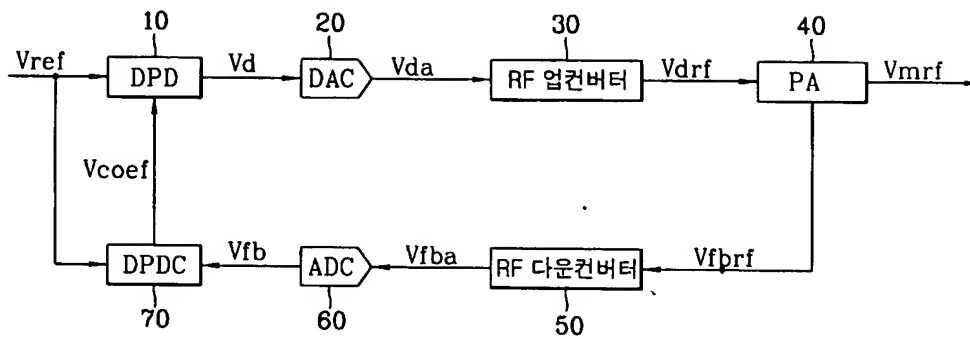 10 20 30 40
Vref DPD Vd DAC Vda RF 업컨버터 Vdrf PA Vmrf
Vcoef
DPDC Vfb ADC Vfba RF 다운컨버터 Vfbrf
70 60 50